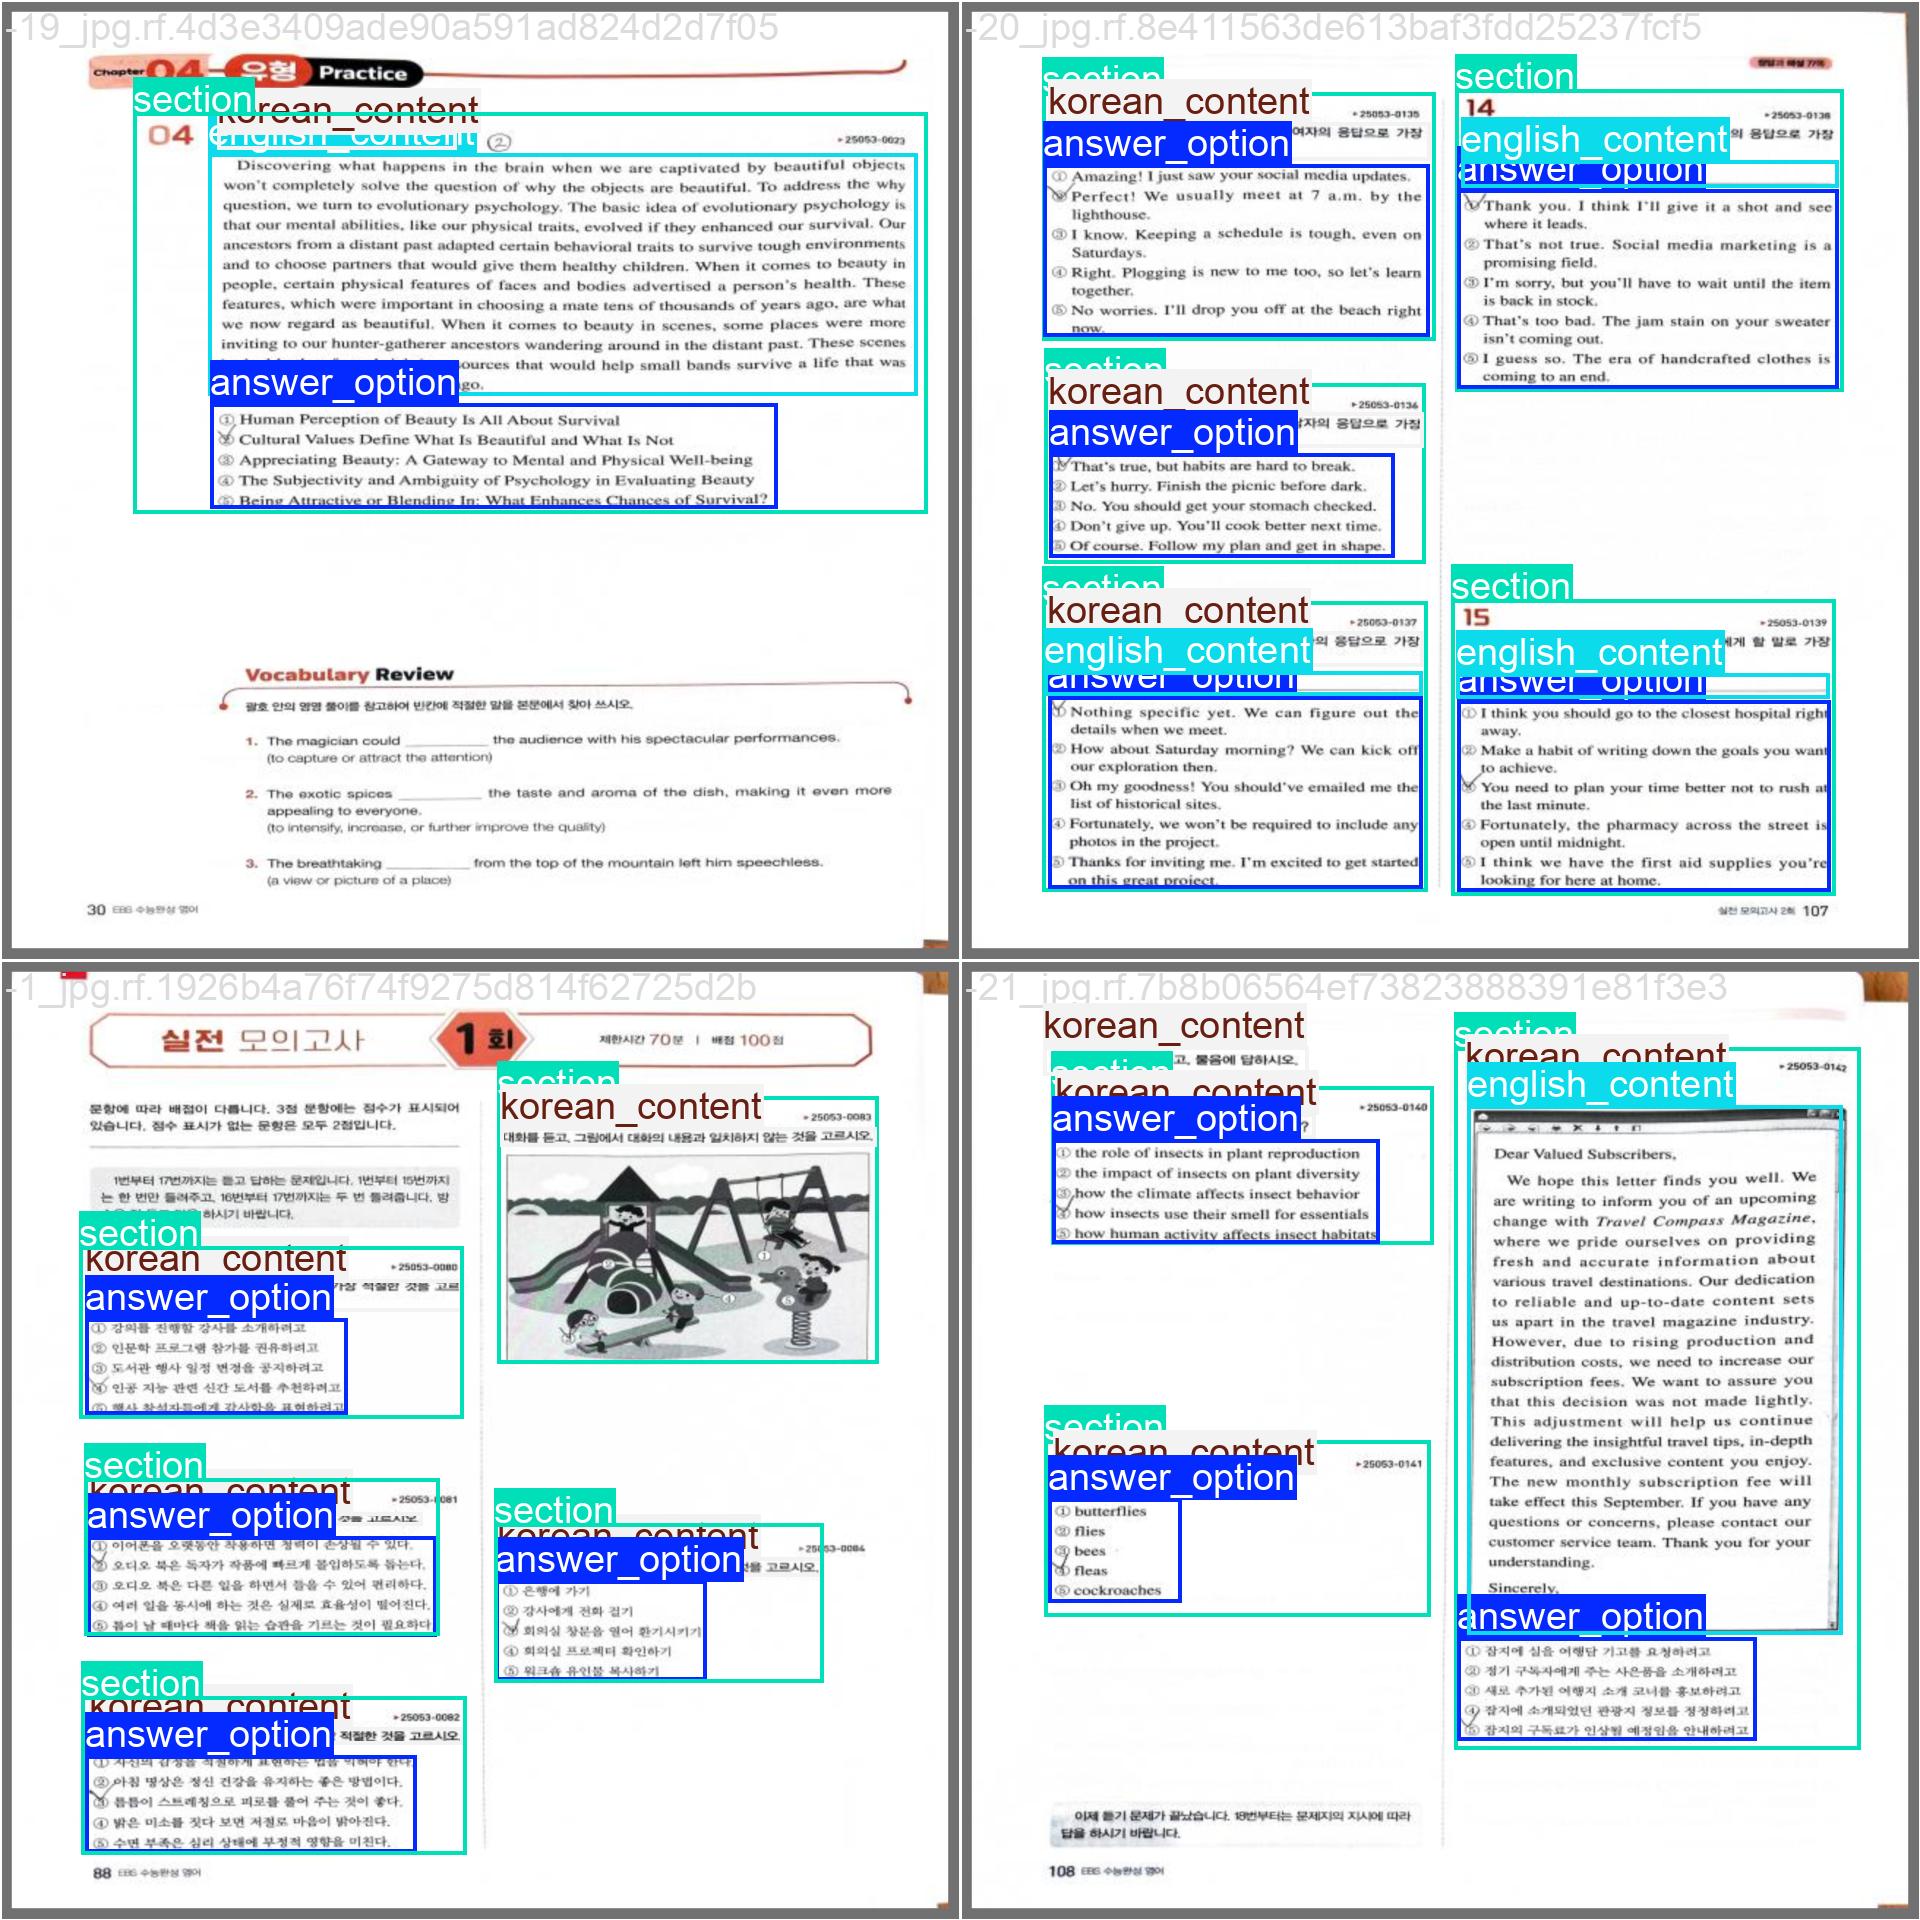 -19_jpg.rf.4d3e3409ade90a591ad824d2d7f05
Chapter 04 유형 Practice
section
korean_content
04
english_content
②
25053-0023
Discovering what happens in the brain when we are captivated by beautiful objects
won't completely solve the question of why the objects are beautiful. To address the why
question, we turn to evolutionary psychology. The basic idea of evolutionary psychology is
that our mental abilities, like our physical traits, evolved if they enhanced our survival. Our
ancestors from a distant past adapted certain behavioral traits to survive tough environments
and to choose partners that would give them healthy children. When it comes to beauty in
people, certain physical features of faces and bodies advertised a person's health. These
features, which were important in choosing a mate tens of thousands of years ago, are what
we now regard as beautiful. When it comes to beauty in scenes, some places were more
inviting to our hunter-gatherer ancestors wandering around in the distant past. These scenes
sources that would help small bands survive a life that was
answer_option
ago.
① Human Perception of Beauty Is All About Survival
② Cultural Values Define What Is Beautiful and What Is Not
③ Appreciating Beauty: A Gateway to Mental and Physical Well-being
④ The Subjectivity and Ambiguity of Psychology in Evaluating Beauty
⑤ Being Attractive or Blending In: What Enhances Chances of Survival?
Vocabulary Review
괄호 안의 영영 풀이를 참고하여 빈칸에 적절한 말을 본문에서 찾아 쓰시오.
1. The magician could ________ the audience with his spectacular performances.
(to capture or attract the attention)
2. The exotic spices ________ the taste and aroma of the dish, making it even more
appealing to everyone.
(to intensify, increase, or further improve the quality)
3. The breathtaking ________ from the top of the mountain left him speechless.
(a view or picture of a place)
30 EBS 수능완성 영어
-20_jpg.rf.8e411563de613baf3fdd25237fcf5
정답과 해설 77쪽
section
korean_content
25053-0135
여자의 응답으로 가장
answer_option
① Amazing! I just saw your social media updates.
② Perfect! We usually meet at 7 a.m. by the
lighthouse.
③ I know. Keeping a schedule is tough, even on
Saturdays.
④ Right. Plogging is new to me too, so let's learn
together.
⑤ No worries. I'll drop you off at the beach right
now.
section
korean_content
25053-0136
남자의 응답으로 가장
answer_option
① That's true, but habits are hard to break.
② Let's hurry. Finish the picnic before dark.
③ No. You should get your stomach checked.
④ Don't give up. You'll cook better next time.
⑤ Of course. Follow my plan and get in shape.
section
korean_content
25053-0137
의 응답으로 가장
english_content
answer_option
① Nothing specific yet. We can figure out the
details when we meet.
② How about Saturday morning? We can kick off
our exploration then.
③ Oh my goodness! You should've emailed me the
list of historical sites.
④ Fortunately, we won't be required to include any
photos in the project.
⑤ Thanks for inviting me. I'm excited to get started
on this great project.
section
14
25053-0138
의 응답으로 가장
english_content
answer_option
① Thank you. I think I'll give it a shot and see
where it leads.
② That's not true. Social media marketing is a
promising field.
③ I'm sorry, but you'll have to wait until the item
is back in stock.
④ That's too bad. The jam stain on your sweater
isn't coming out.
⑤ I guess so. The era of handcrafted clothes is
coming to an end.
section
15
25053-0139
에게 할 말로 가장
english_content
answer_option
① I think you should go to the closest hospital right
away.
② Make a habit of writing down the goals you want
to achieve.
③ You need to plan your time better not to rush at
the last minute.
④ Fortunately, the pharmacy across the street is
open until midnight.
⑤ I think we have the first aid supplies you're
looking for here at home.
실전 모의고사 2회 107
-1_jpg.rf.1926b4a76f74f9275d814f62725d2b
실전 모의고사 1회
제한시간 70분 | 배점 100점
문항에 따라 배점이 다릅니다. 3점 문항에는 점수가 표시되어
있습니다. 점수 표시가 없는 문항은 모두 2점입니다.
1번부터 17번까지는 듣고 답하는 문제입니다. 1번부터 15번까지
는 한 번만 들려주고, 16번부터 17번까지는 두 번 들려줍니다. 방
하시기 바랍니다.
section
korean_content
25053-0080
가장 적절한 것을 고르
answer_option
① 강의를 진행할 강사를 소개하려고
② 인문학 프로그램 참가를 권유하려고
③ 도서관 행사 일정 변경을 공지하려고
④ 인공 지능 관련 신간 도서를 추천하려고
⑤ 행사 참석자들에게 감사함을 표현하려고
section
korean_content
25053-0081
것을 고르시오.
answer_option
① 이어폰을 오랫동안 착용하면 청력이 손상될 수 있다.
② 오디오 북은 독자가 작품에 빠르게 몰입하도록 돕는다.
③ 오디오 북은 다른 일을 하면서 들을 수 있어 편리하다.
④ 여러 일을 동시에 하는 것은 실제로 효율성이 떨어진다.
⑤ 틈이 날 때마다 책을 읽는 습관을 기르는 것이 필요하다.
section
korean_content
25053-0082
적절한 것을 고르시오.
answer_option
① 자신의 감정을 적절하게 표현하는 법을 익혀야 한다.
② 아침 명상은 정신 건강을 유지하는 좋은 방법이다.
③ 틈틈이 스트레칭으로 피로를 풀어 주는 것이 좋다.
④ 밝은 미소를 짓다 보면 저절로 마음이 밝아진다.
⑤ 수면 부족은 심리 상태에 부정적 영향을 미친다.
88 EBS 수능완성 영어
section
korean_content
25053-0083
대화를 듣고, 그림에서 대화의 내용과 일치하지 않는 것을 고르시오.
①
②
③
④
⑤
section
korean_content
25053-0084
것을 고르시오.
answer_option
① 은행에 가기
② 강사에게 전화 걸기
③ 회의실 창문을 열어 환기시키기
④ 회의실 프로젝터 확인하기
⑤ 워크숍 유인물 복사하기
-21_jpg.rf.7b8b06564ef73823888391e81f3e3
korean_content
고, 물음에 답하시오.
section
korean_content
25053-0140
answer_option
?
① the role of insects in plant reproduction
② the impact of insects on plant diversity
③ how the climate affects insect behavior
④ how insects use their smell for essentials
⑤ how human activity affects insect habitats
section
korean_content
25053-0141
answer_option
① butterflies
② flies
③ bees
④ fleas
⑤ cockroaches
이제 듣기 문제가 끝났습니다. 18번부터는 문제지의 지시에 따라
답을 하시기 바랍니다.
108 EBS 수능완성 영어
section
korean_content
25053-0142
english_content
Dear Valued Subscribers,
We hope this letter finds you well. We
are writing to inform you of an upcoming
change with Travel Compass Magazine,
where we pride ourselves on providing
fresh and accurate information about
various travel destinations. Our dedication
to reliable and up-to-date content sets
us apart in the travel magazine industry.
However, due to rising production and
distribution costs, we need to increase our
subscription fees. We want to assure you
that this decision was not made lightly.
This adjustment will help us continue
delivering the insightful travel tips, in-depth
features, and exclusive content you enjoy.
The new monthly subscription fee will
take effect this September. If you have any
questions or concerns, please contact our
customer service team. Thank you for your
understanding.
Sincerely,
answer_option
① 잡지에 실을 여행담 기고를 요청하려고
② 정기 구독자에게 주는 사은품을 소개하려고
③ 새로 추가된 여행지 소개 코너를 홍보하려고
④ 잡지에 소개되었던 관광지 정보를 정정하려고
⑤ 잡지의 구독료가 인상될 예정임을 안내하려고